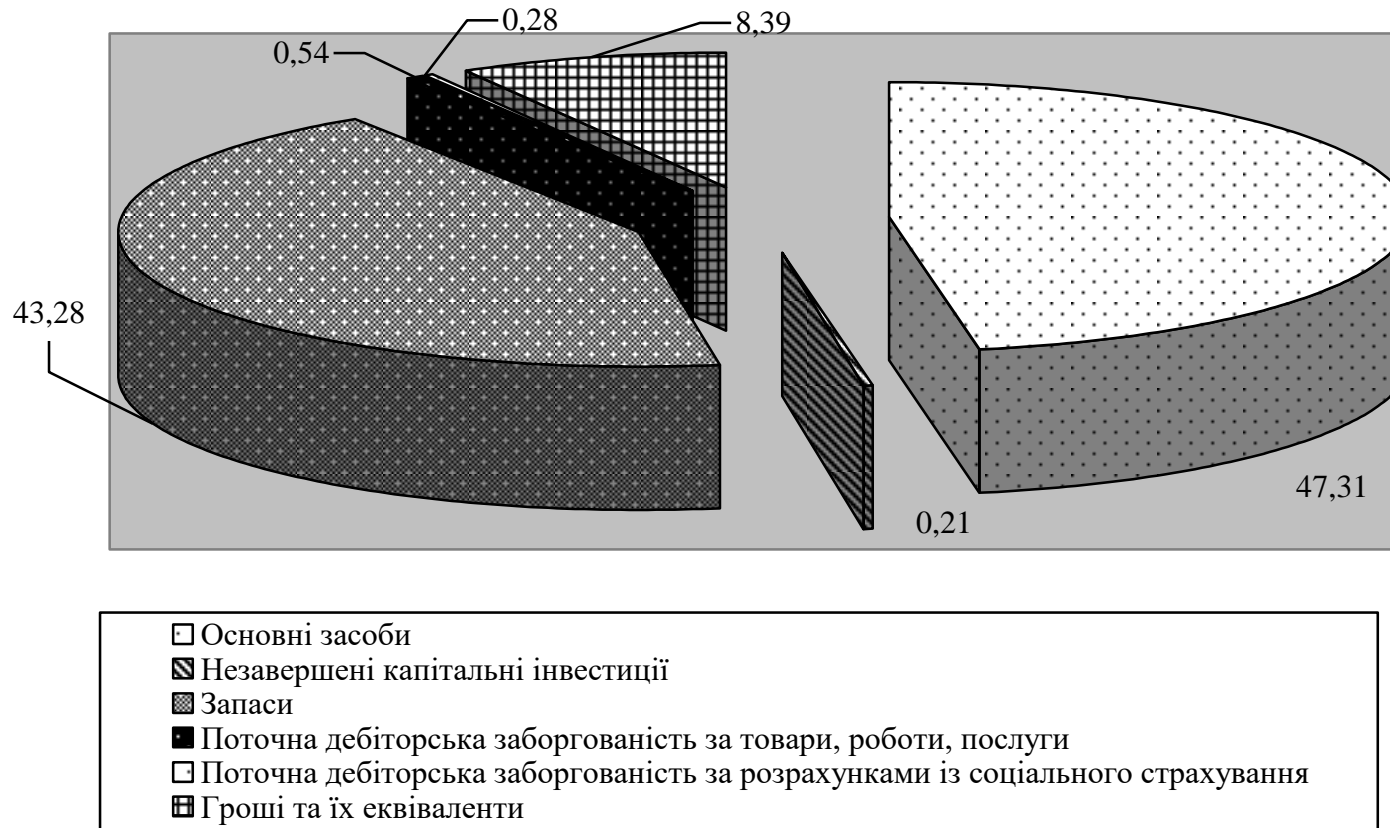 0,28
8,39
0,54
43,28
47,31
0,21
Основні засоби
Незавершені капітальні інвестиції
Запаси
Поточна дебіторська заборгованість за товари, роботи, послуги
Поточна дебіторська заборгованість за розрахунками із соціального страхування
Гроші та їх еквіваленти